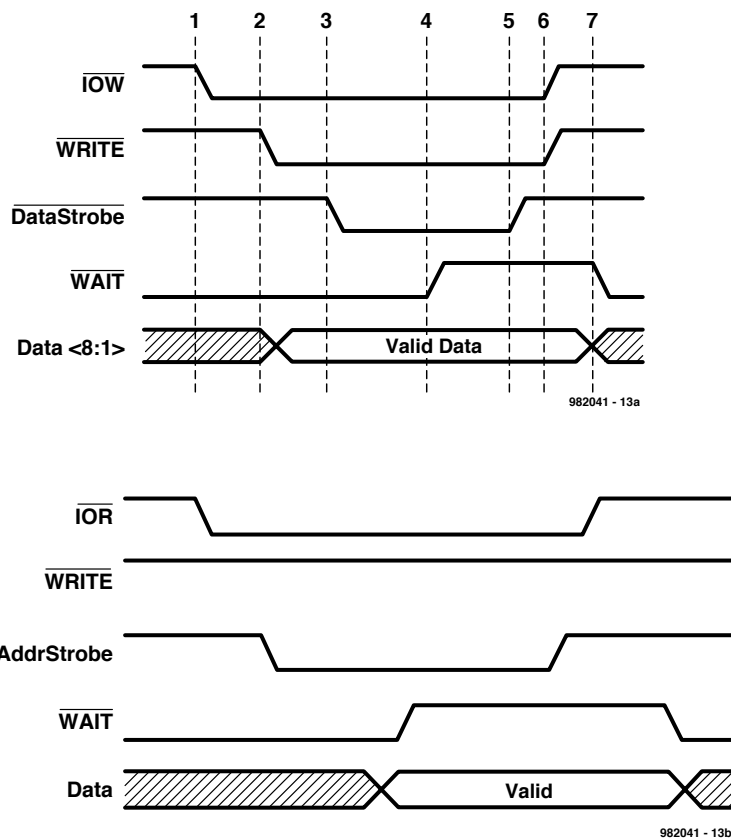 1 2 3 4 5 6 7
IOW
WRITE
DataStrobe
WAIT
Data <8:1>
Valid Data
982041 - 13a
IOR
WRITE
AddrStrobe
WAIT
Data
Valid
982041 - 13b